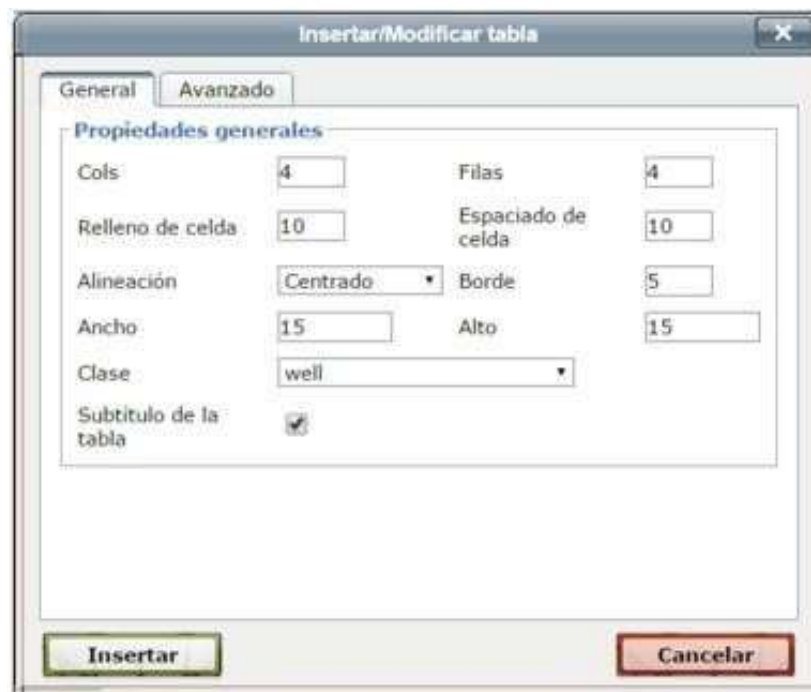 Insertar/Modificar tabla
General Avanzado
Propiedades generales
Cols 4 Filas 4
Relleno de celda 10 Espaciado de celda 10
Alineación Centrado Borde 5
Ancho 15 Alto 15
Clase well
Subtítulo de la tabla
Insertar Cancelar